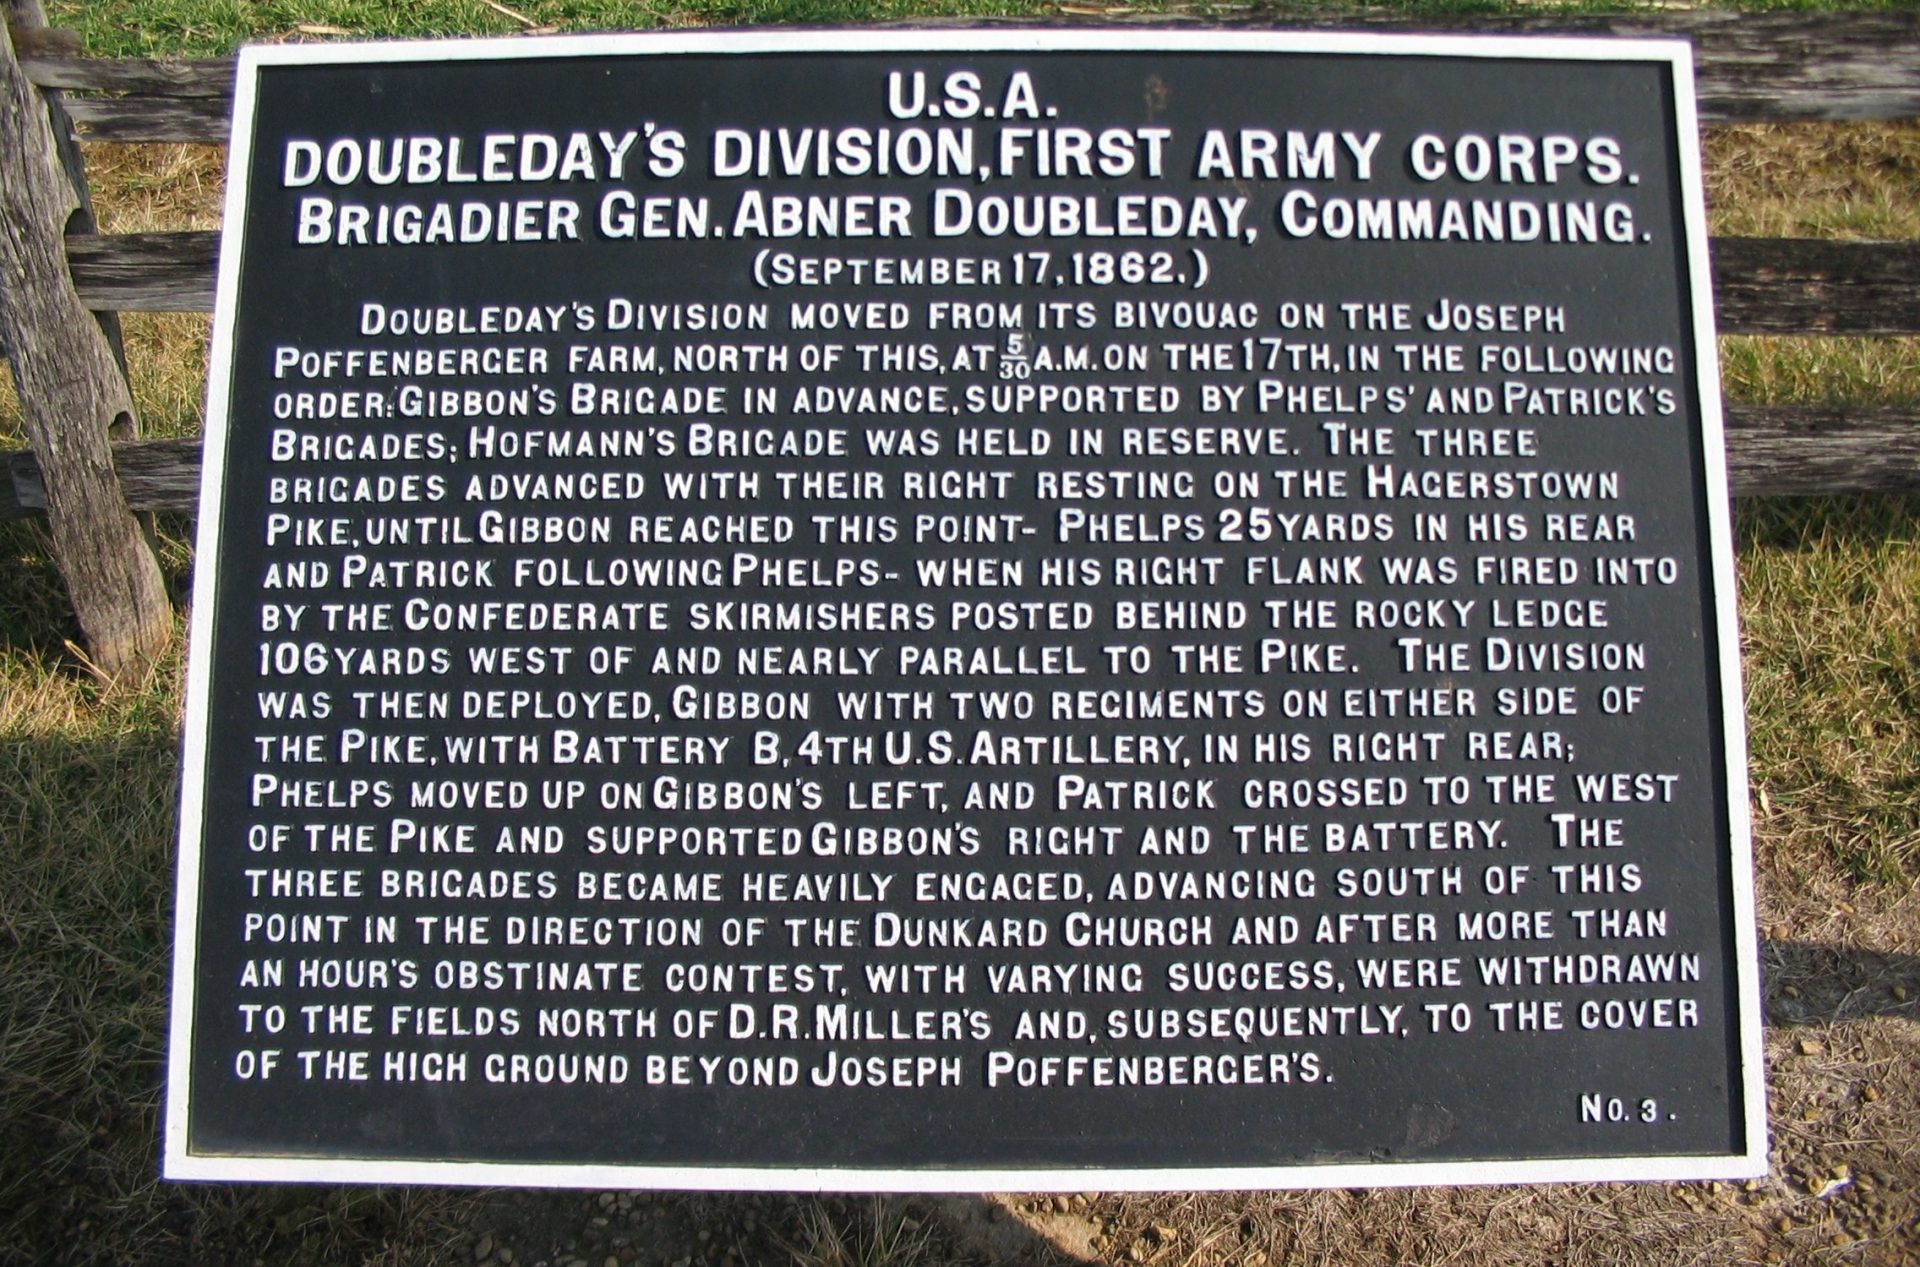 U.S.A.
DOUBLEDAY'S DIVISION, FIRST ARMY CORPS.
BRIGADIER GEN. ABNER DOUBLEDAY, COMMANDING.
(SEPTEMBER 17, 1862.)
DOUBLEDAY'S DIVISION MOVED FROM ITS BIVOUAC ON THE JOSEPH
POFFENBERGER FARM, NORTH OF THIS, AT 5/30 A.M. ON THE 17TH, IN THE FOLLOWING
ORDER: GIBBON'S BRIGADE IN ADVANCE, SUPPORTED BY PHELPS' AND PATRICK'S
BRIGADES; HOFMANN'S BRIGADE WAS HELD IN RESERVE. THE THREE
BRIGADES ADVANCED WITH THEIR RIGHT RESTING ON THE HAGERSTOWN
PIKE, UNTIL GIBBON REACHED THIS POINT- PHELPS 25 YARDS IN HIS REAR
AND PATRICK FOLLOWING PHELPS- WHEN HIS RIGHT FLANK WAS FIRED INTO
BY THE CONFEDERATE SKIRMISHERS POSTED BEHIND THE ROCKY LEDGE
106 YARDS WEST OF AND NEARLY PARALLEL TO THE PIKE. THE DIVISION
WAS THEN DEPLOYED, GIBBON WITH TWO REGIMENTS ON EITHER SIDE OF
THE PIKE, WITH BATTERY B, 4TH U.S. ARTILLERY, IN HIS RIGHT REAR;
PHELPS MOVED UP ON GIBBON'S LEFT, AND PATRICK CROSSED TO THE WEST
OF THE PIKE AND SUPPORTED GIBBON'S RIGHT AND THE BATTERY. THE
THREE BRIGADES BECAME HEAVILY ENGAGED, ADVANCING SOUTH OF THIS
POINT IN THE DIRECTION OF THE DUNKARD CHURCH AND AFTER MORE THAN
AN HOUR'S OBSTINATE CONTEST, WITH VARYING SUCCESS, WERE WITHDRAWN
TO THE FIELDS NORTH OF D.R. MILLER'S AND, SUBSEQUENTLY, TO THE COVER
OF THE HIGH GROUND BEYOND JOSEPH POFFENBERGER'S.
NO. 3.